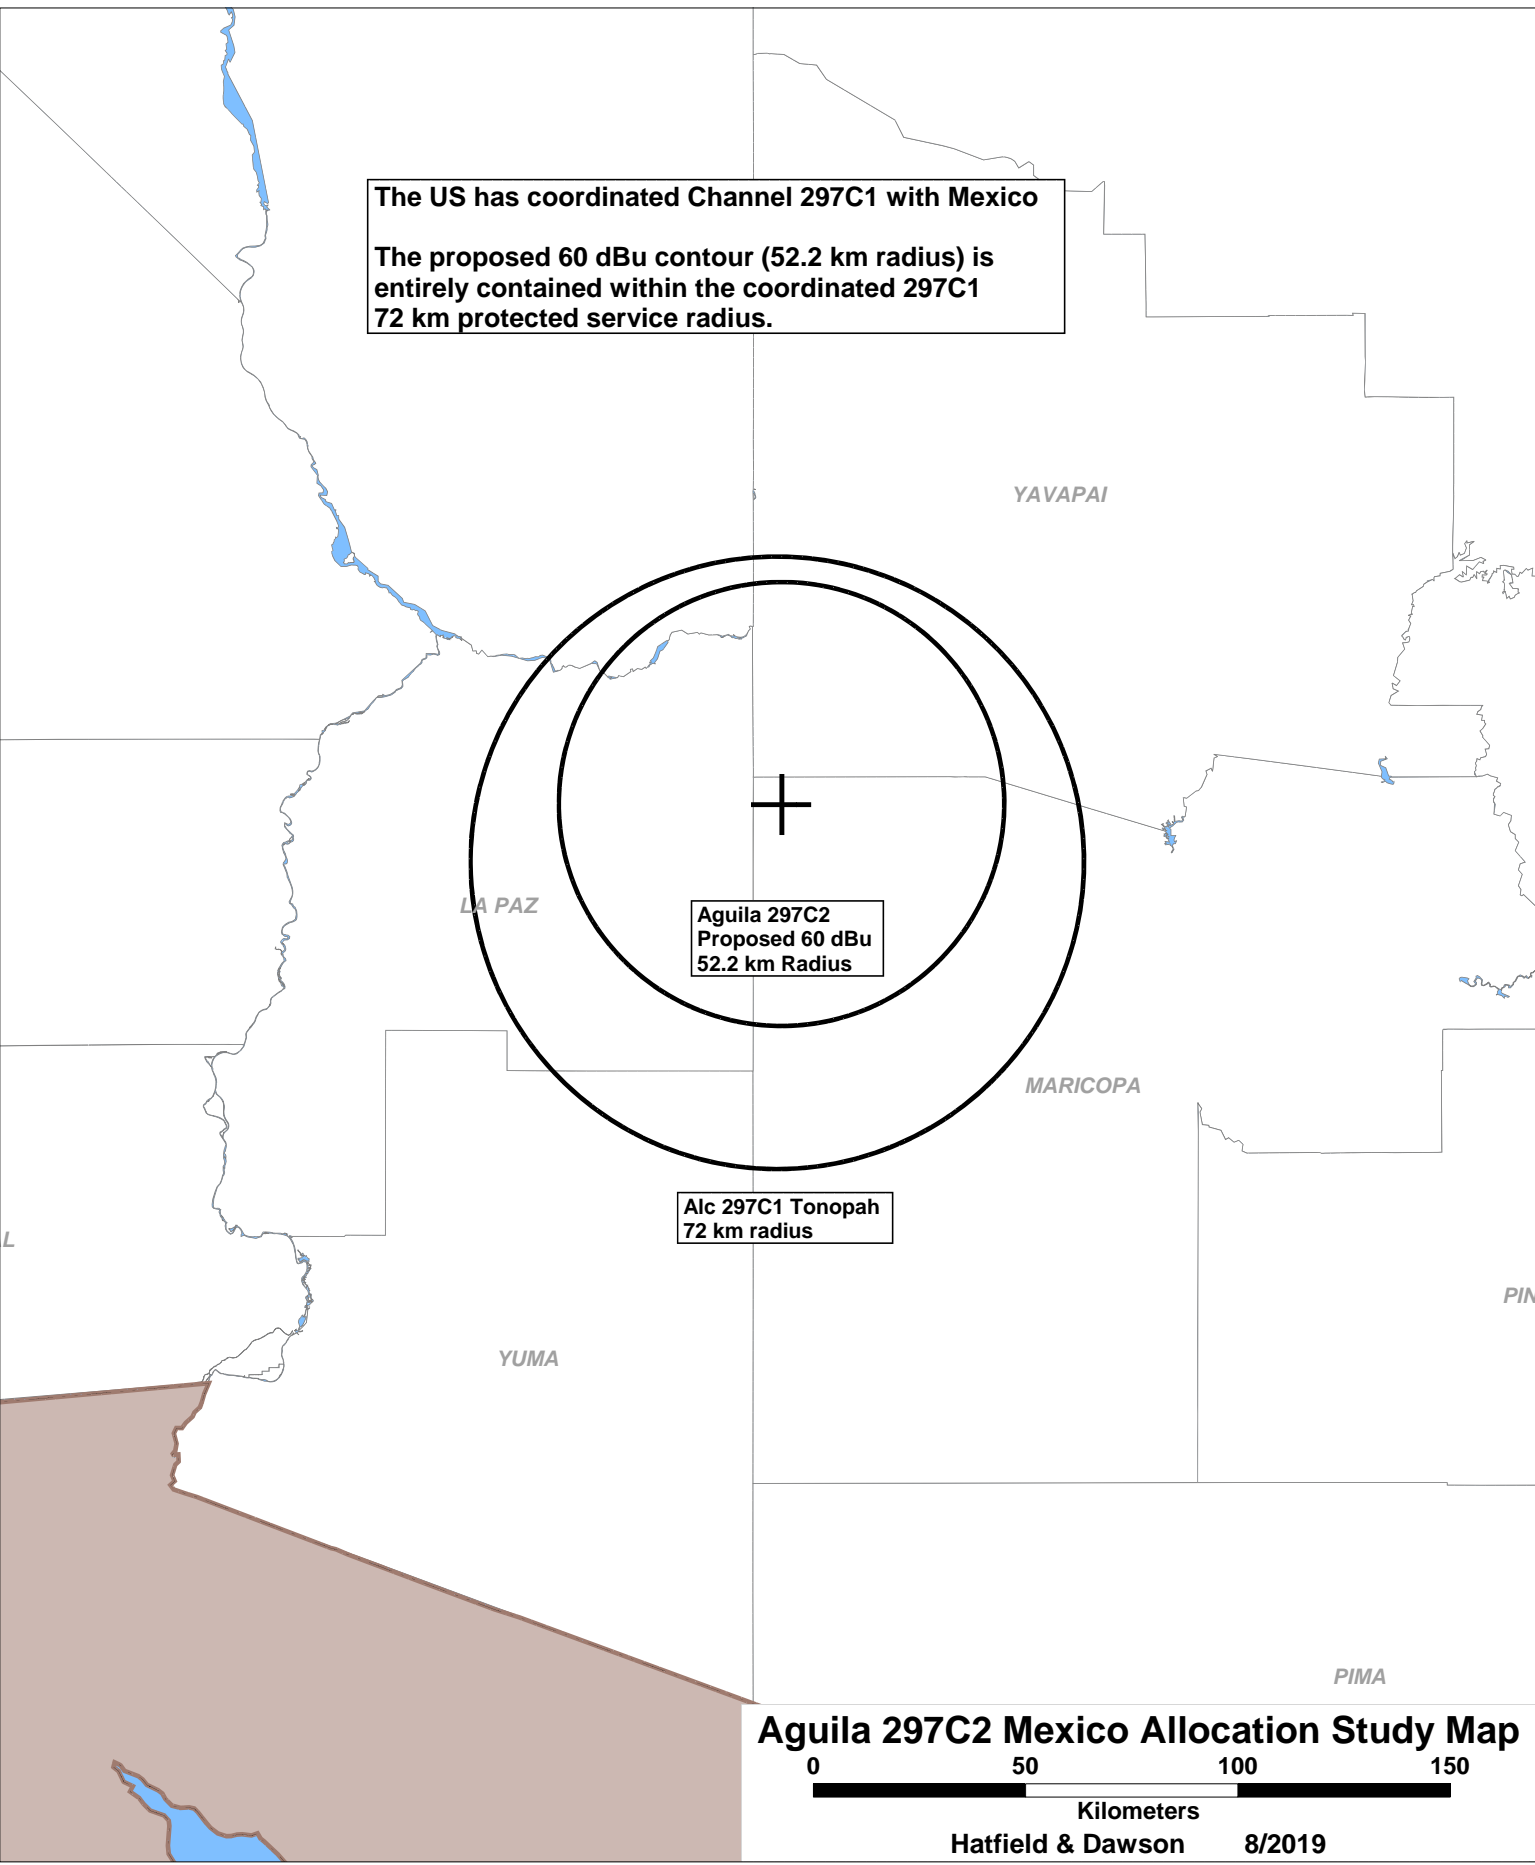 The US has coordinated Channel 297C1 with Mexico
The proposed 60 dBu contour (52.2 km radius) is
entirely contained within the coordinated 297C1
72 km protected service radius.
YAVAPAI
LA PAZ
Aguila 297C2
Proposed 60 dBu
52.2 km Radius
MARICOPA
Alc 297C1 Tonopah
72 km radius
L
PIN
YUMA
PIMA
Aguila 297C2 Mexico Allocation Study Map
0 50 100 150
Kilometers
Hatfield & Dawson 8/2019